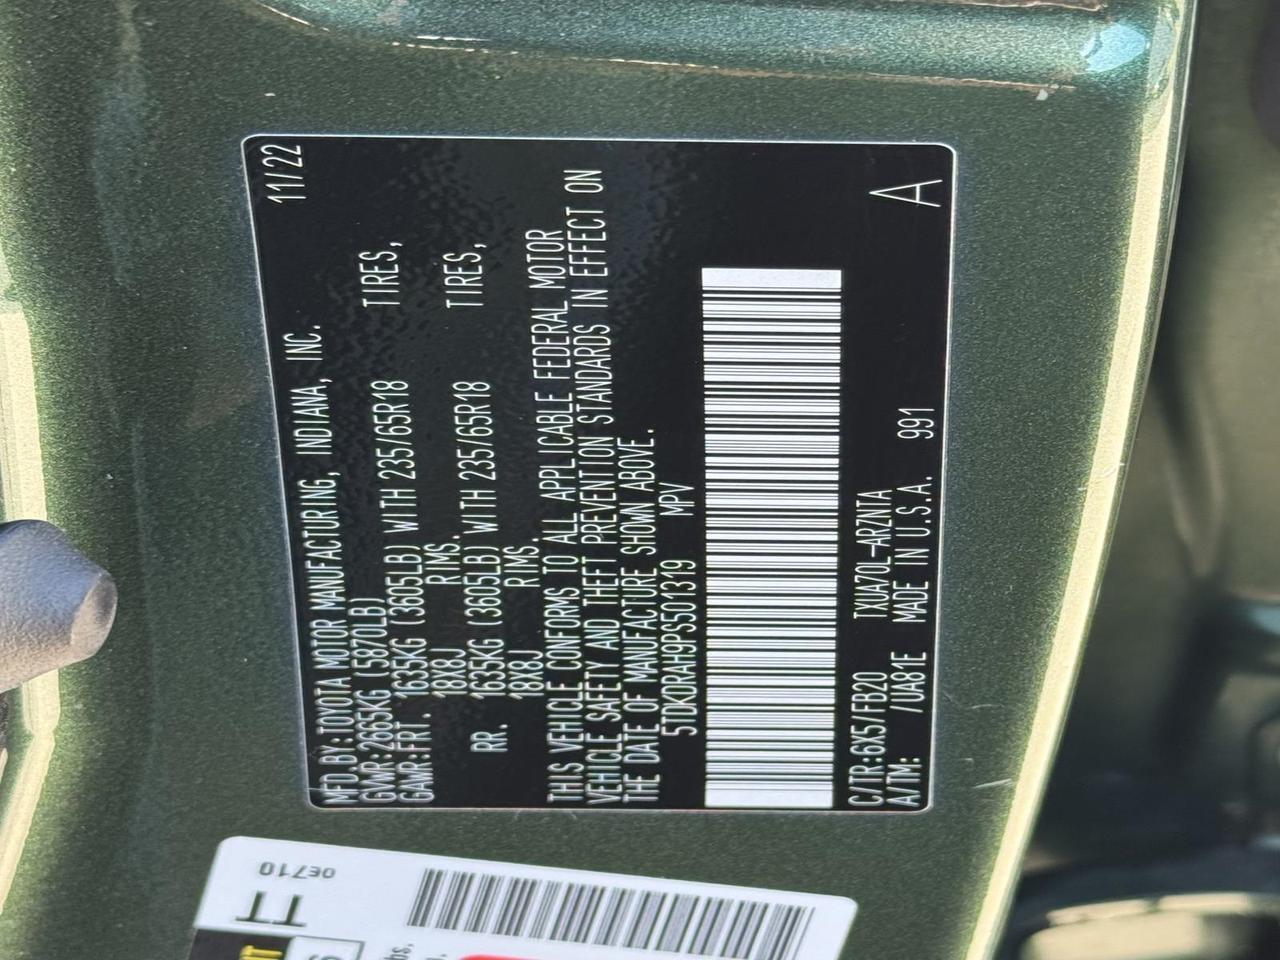 11/22
MFD.BY:TOYOTA MOTOR MANUFACTURING, INDIANA, INC.
GVWR:2665KG (5870LB)
GAWR:FRT. 1635KG (3605LB) WITH 235/65R18 TIRES,
18X8J RIMS.
RR. 1635KG (3605LB) WITH 235/65R18 TIRES,
18X8J RIMS.
THIS VEHICLE CONFORMS TO ALL APPLICABLE FEDERAL MOTOR
VEHICLE SAFETY AND THEFT PREVENTION STANDARDS IN EFFECT ON
THE DATE OF MANUFACTURE SHOWN ABOVE.
5TDKDRAH9PS501319 MPV
C/TR:6X5/FB20 TXUA70L-ARZNTA
A/TM: /UA81E MADE IN U.S.A. 991 A
0E710
TT